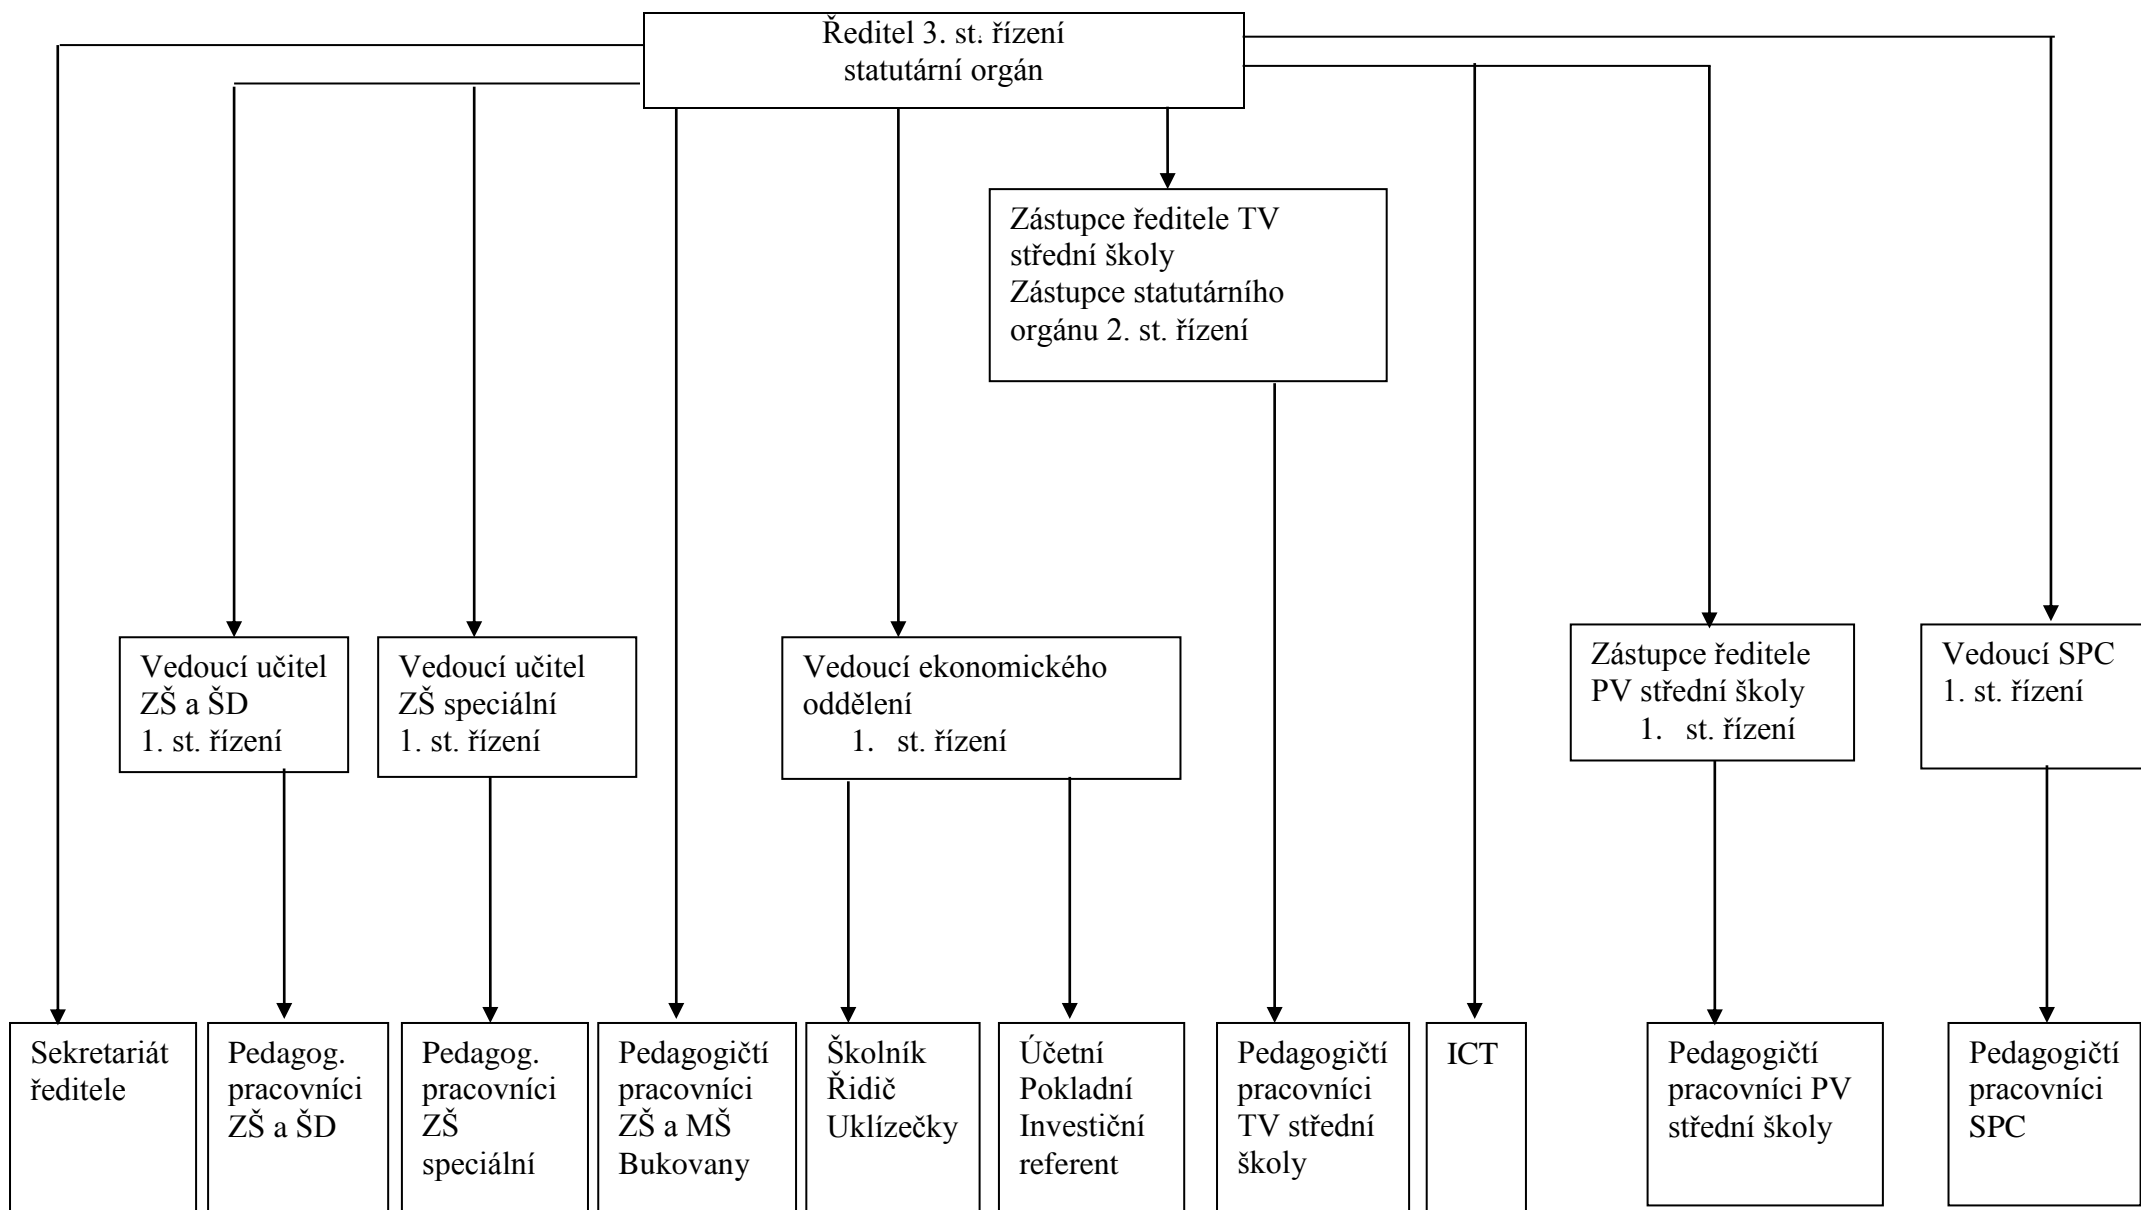 Ředitel 3. st. řízení
statutární orgán
Zástupce ředitele TV
střední školy
Zástupce statutárního
orgánu 2. st. řízení
Vedoucí učitel
ZŠ a ŠD
1. st. řízení
Vedoucí učitel
ZŠ speciální
1. st. řízení
Vedoucí ekonomického
oddělení
1. st. řízení
Zástupce ředitele
PV střední školy
1. st. řízení
Vedoucí SPC
1. st. řízení
Sekretariát
ředitele
Pedagog.
pracovníci
ZŠ a ŠD
Pedagog.
pracovníci
ZŠ
speciální
Pedagogičtí
pracovníci
ZŠ a MŠ
Bukovany
Školník
Řidič
Uklízečky
Účetní
Pokladní
Investiční
referent
Pedagogičtí
pracovníci
TV střední
školy
ICT
Pedagogičtí
pracovníci PV
střední školy
Pedagogičtí
pracovníci
SPC